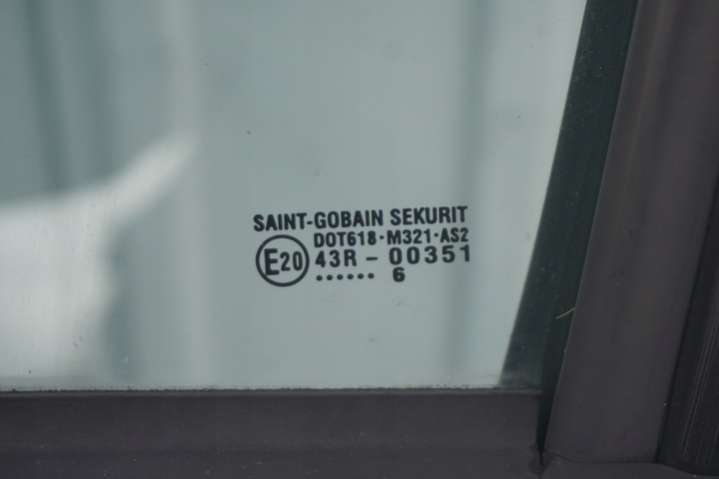 SAINT-GOBAIN SEKURIT
DOT618·M321·AS2
E20 43R - 00351
...... 6